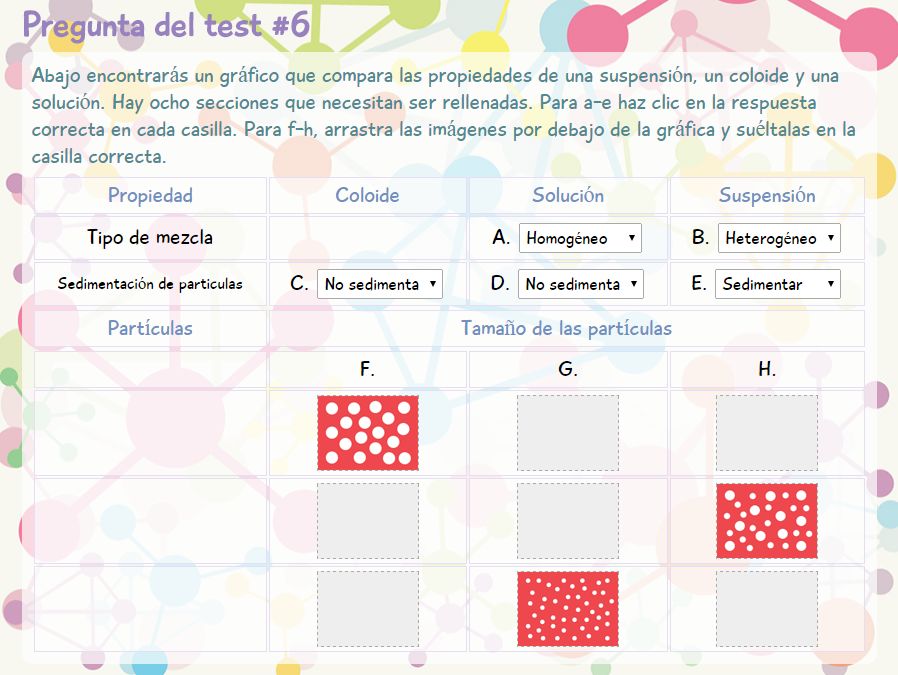 Pregunta del test #6
Abajo encontrarás un gráfico que compara las propiedades de una suspensión, un coloide y una
solución. Hay ocho secciones que necesitan ser rellenadas. Para a-e haz clic en la respuesta
correcta en cada casilla. Para f-h, arrastra las imágenes por debajo de la gráfica y suéltalas en la
casilla correcta.
Propiedad Coloide Solución Suspensión
Tipo de mezcla A. Homogéneo B. Heterogéneo
Sedimentación de particulas C. No sedimenta D. No sedimenta E. Sedimentar
Partículas Tamaño de las partículas
F. G. H.